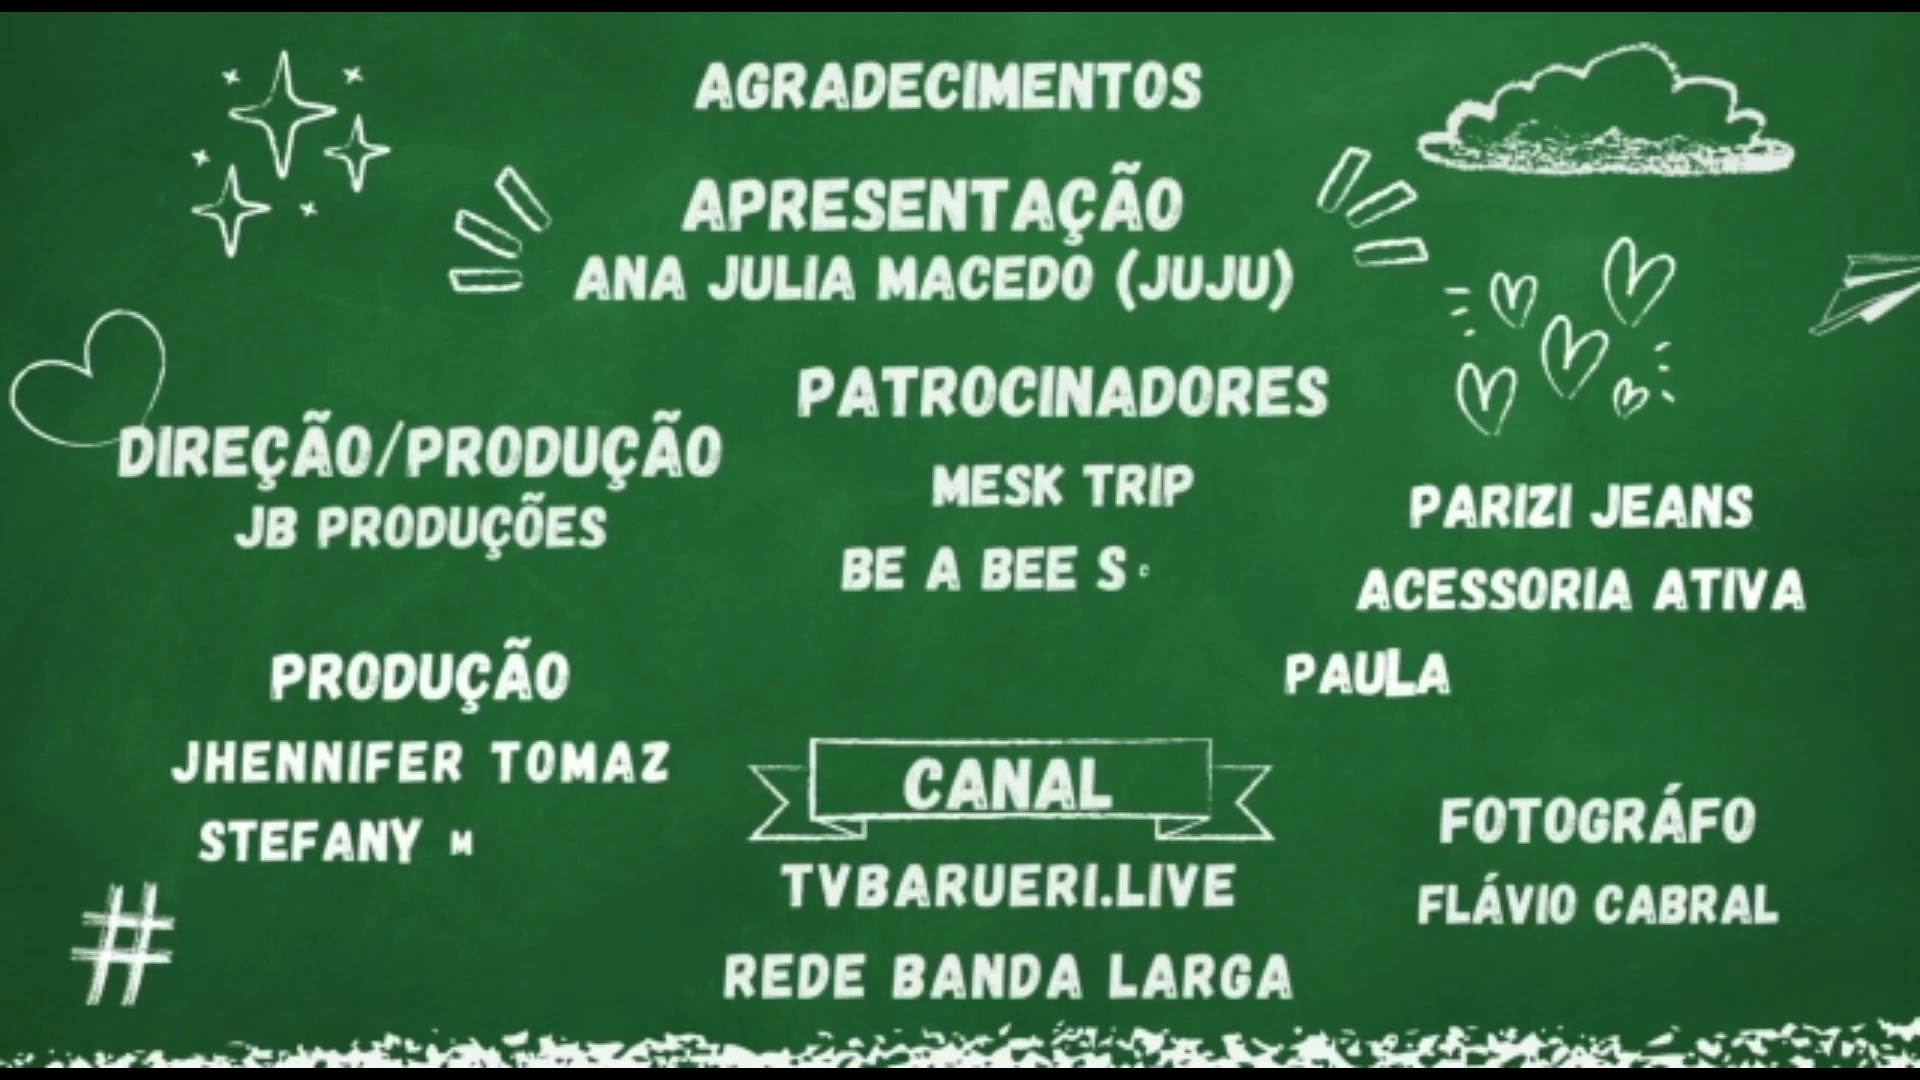 AGRADECIMENTOS
APRESENTAÇÃO
ANA JULIA MACEDO (JUJU)
DIREÇÃO/PRODUÇÃO
JB PRODUÇÕES
PRODUÇÃO
JHENNIFER TOMAZ
STEFANY M
PATROCINADORES
MESK TRIP
BE A BEE S
PARIZI JEANS
ACESSORIA ATIVA
PAULA
CANAL
TVBARUERI.LIVE
REDE BANDA LARGA
FOTOGRÁFO
FLÁVIO CABRAL
#